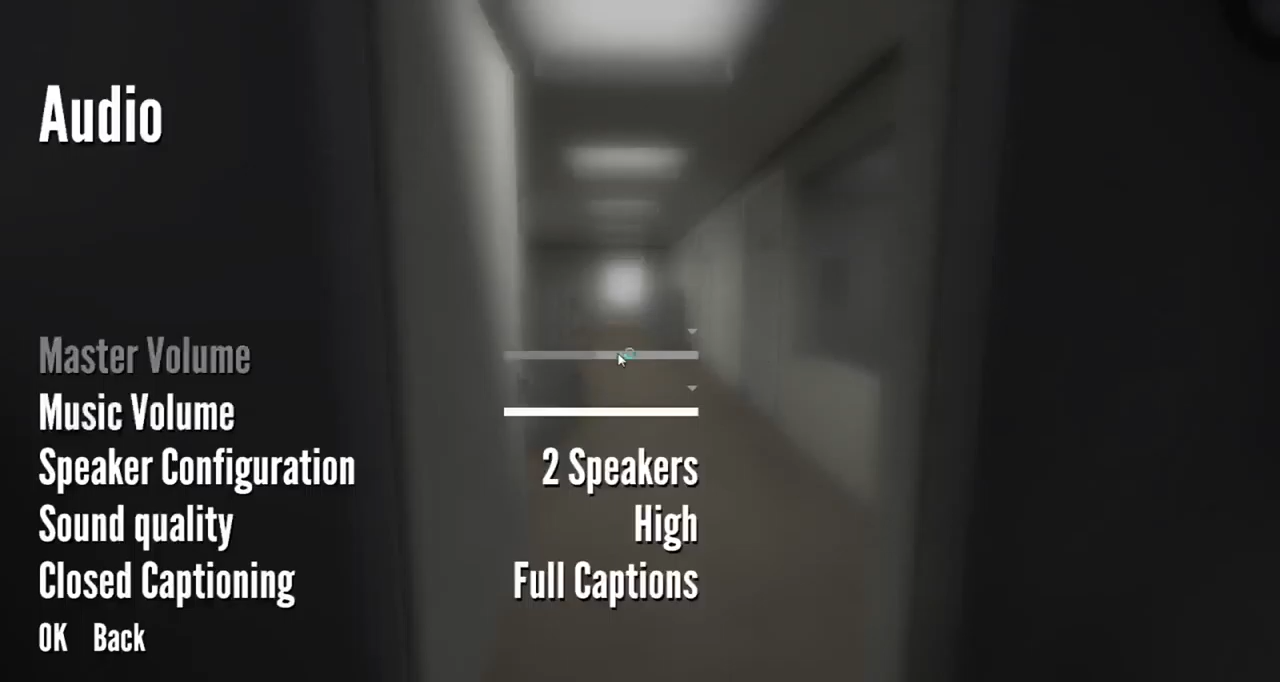 Audio
Master Volume
Music Volume
Speaker Configuration 2 Speakers
Sound quality High
Closed Captioning Full Captions
OK Back